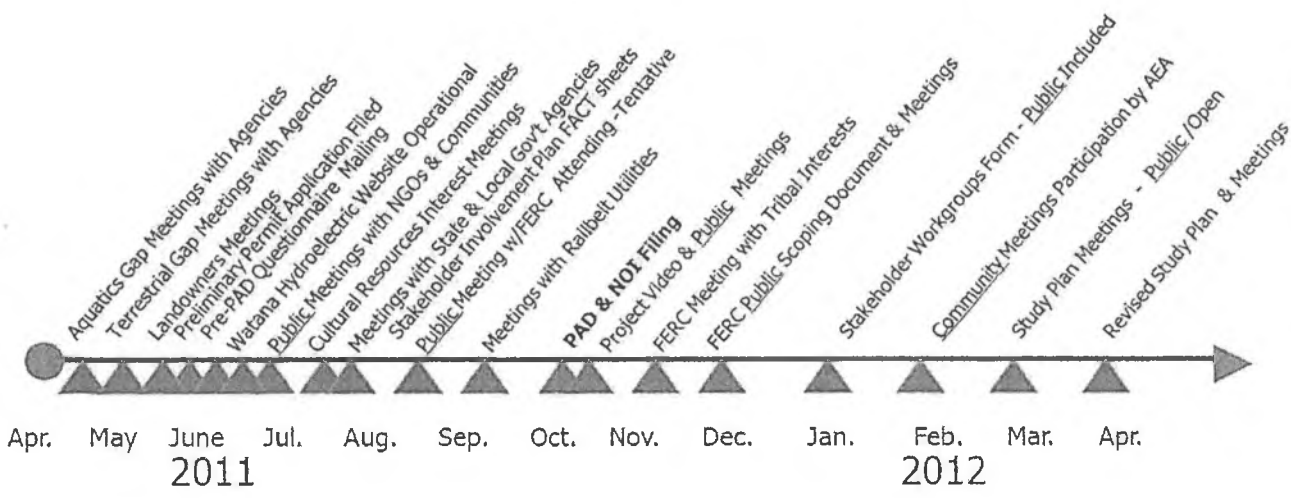 Aquatics Gap Meetings with Agencies
Terrestrial Gap Meetings with Agencies
Landowners Meetings
Preliminary Permit Application Filed
Pre-PAD Questionnaire Mailing
Watana Hydroelectric Website Operational
Public Meetings with NGOs & Communities
Cultural Resources Interest Meetings
Meetings with State & Local Gov't Agencies
Stakeholder Involvement Plan FACT sheets
Public Meeting w/FERC Attending -Tentative
Meetings with Railbelt Utilities
PAD & NOI Filing
Project Video & Public Meetings
FERC Meeting with Tribal Interests
FERC Public Scoping Document & Meetings
Stakeholder Workgroups Form - Public Included
Community Meetings Participation by AEA
Study Plan Meetings - Public /Open
Revised Study Plan & Meetings
Apr. May June Jul. Aug. Sep. Oct. Nov. Dec. Jan. Feb. Mar. Apr.
2011 2012